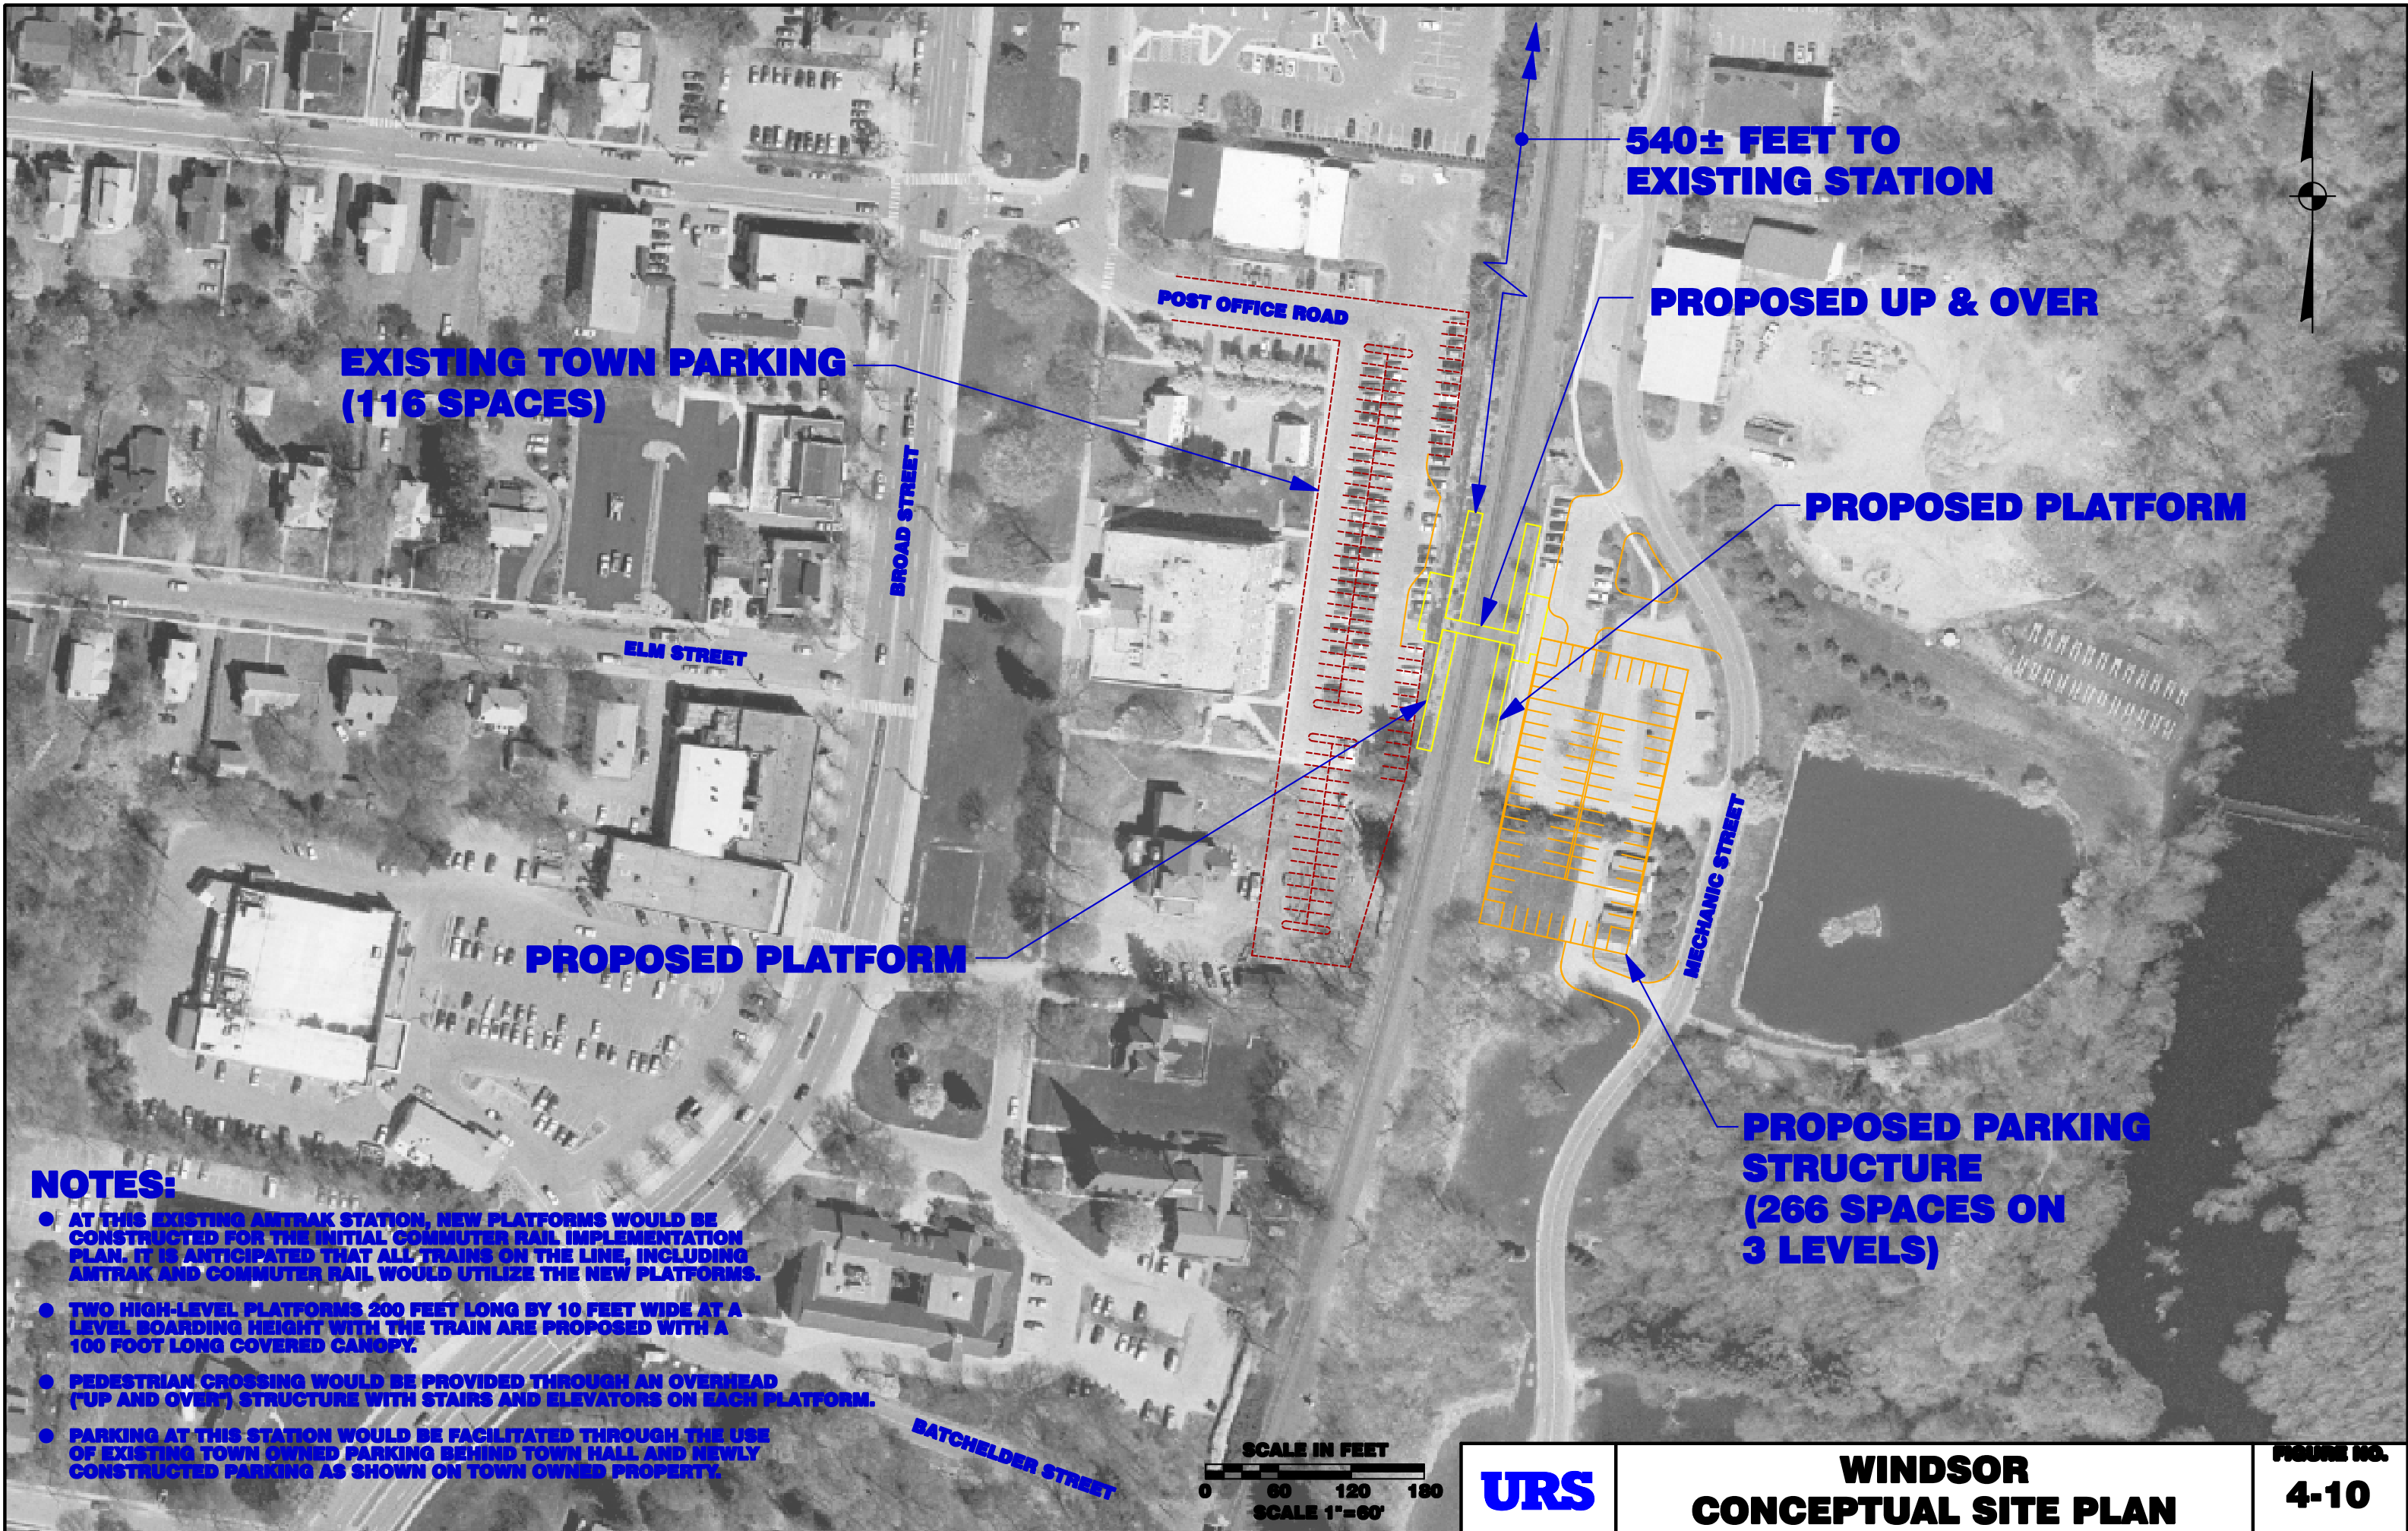 540± FEET TO
EXISTING STATION
PROPOSED UP & OVER
POST OFFICE ROAD
EXISTING TOWN PARKING
(116 SPACES)
BROAD STREET
PROPOSED PLATFORM
ELM STREET
MECHANIC STREET
PROPOSED PLATFORM
PROPOSED PARKING
STRUCTURE
(266 SPACES ON
3 LEVELS)
NOTES:
● AT THIS EXISTING AMTRAK STATION, NEW PLATFORMS WOULD BE
CONSTRUCTED FOR THE INITIAL COMMUTER RAIL IMPLEMENTATION
PLAN. IT IS ANTICIPATED THAT ALL TRAINS ON THE LINE, INCLUDING
AMTRAK AND COMMUTER RAIL WOULD UTILIZE THE NEW PLATFORMS.
● TWO HIGH-LEVEL PLATFORMS 200 FEET LONG BY 10 FEET WIDE AT A
LEVEL BOARDING HEIGHT WITH THE TRAIN ARE PROPOSED WITH A
100 FOOT LONG COVERED CANOPY.
● PEDESTRIAN CROSSING WOULD BE PROVIDED THROUGH AN OVERHEAD
("UP AND OVER") STRUCTURE WITH STAIRS AND ELEVATORS ON EACH PLATFORM.
● PARKING AT THIS STATION WOULD BE FACILITATED THROUGH THE USE
OF EXISTING TOWN OWNED PARKING BEHIND TOWN HALL AND NEWLY
CONSTRUCTED PARKING AS SHOWN ON TOWN OWNED PROPERTY.
BATCHELDER STREET
SCALE IN FEET
0 60 120 180
SCALE 1"=60'
URS
WINDSOR
CONCEPTUAL SITE PLAN
FIGURE NO.
4-10